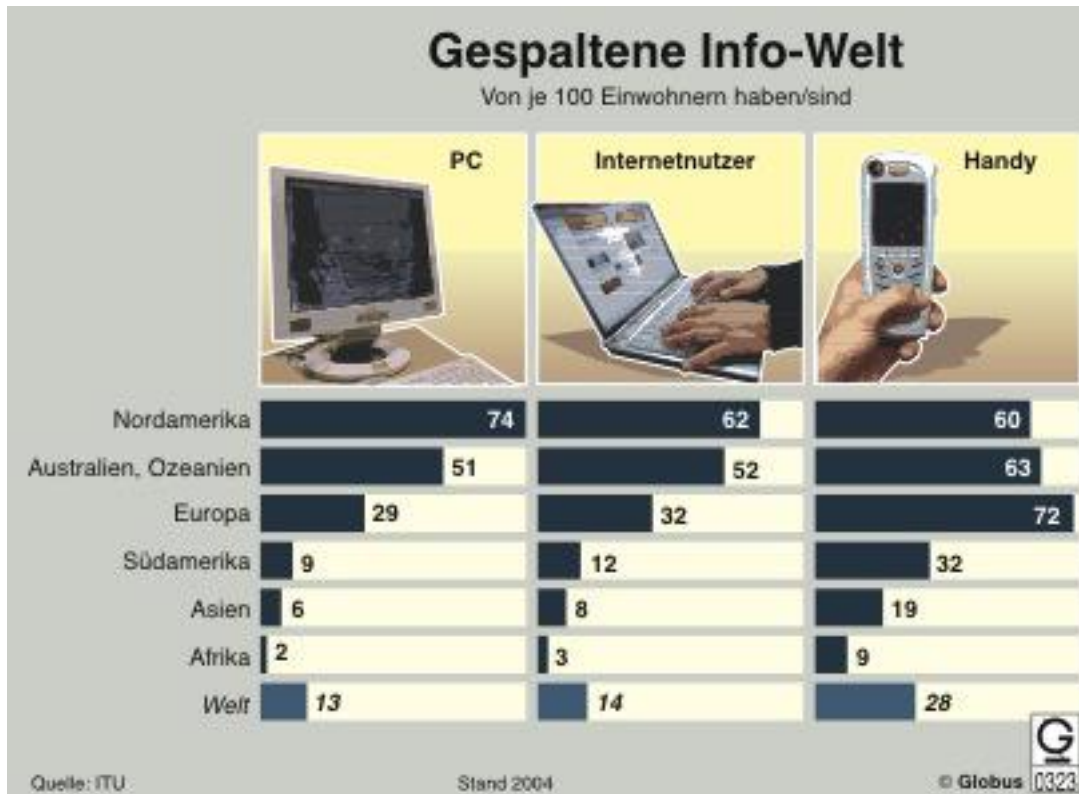 Gespaltene Info-Welt
Von je 100 Einwohnern haben/sind
PC Internetnutzer Handy
Nordamerika 74 62 60
Australien, Ozeanien 51 52 63
Europa 29 32 72
Südamerika 9 12 32
Asien 6 8 19
Afrika 2 3 9
Welt 13 14 28
G
Quelle: ITU Stand 2004 © Globus 0323